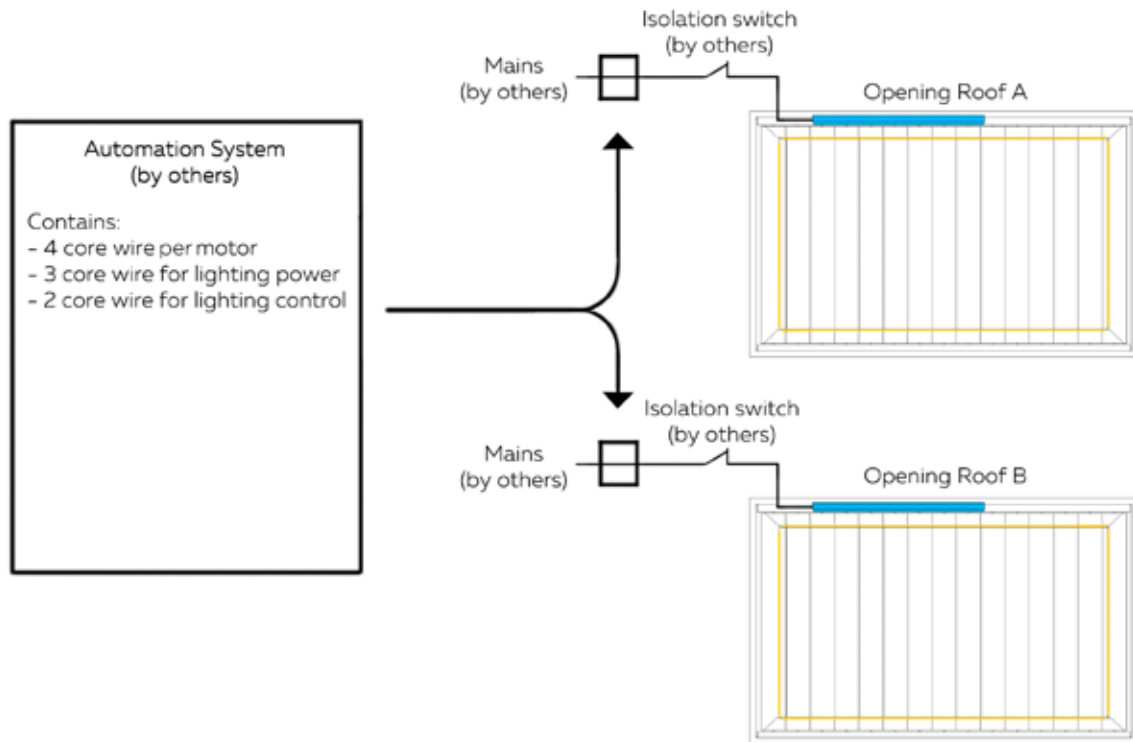 Isolation switch
(by others)
Mains
(by others)
Opening Roof A
Automation System
(by others)
Contains:
- 4 core wire per motor
- 3 core wire for lighting power
- 2 core wire for lighting control
Isolation switch
(by others)
Mains
(by others)
Opening Roof B